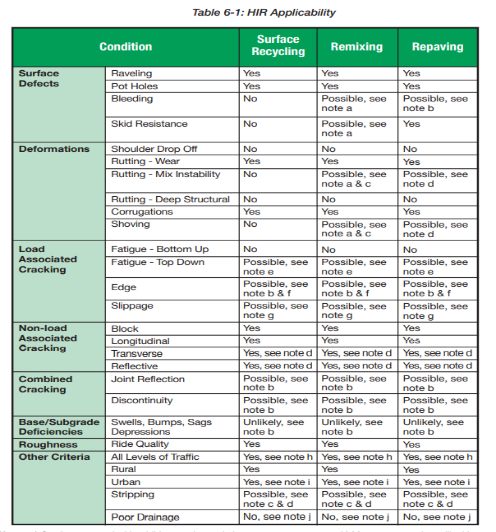 Table 6-1: HIR Applicability
Condition Surface Recycling Remixing Repaving
Surface Defects Raveling Yes Yes Yes
Pot Holes Yes Yes Yes
Bleeding No Possible, see note a Possible, see note b
Skid Resistance No Possible, see note a Yes
Deformations Shoulder Drop Off No No No
Rutting - Wear Yes Yes Yes
Rutting - Mix Instability No Possible, see note a & c Possible, see note d
Rutting - Deep Structural No No No
Corrugations Yes Yes Yes
Shoving No Possible, see note a & c Possible, see note d
Load Associated Cracking Fatigue - Bottom Up No No No
Fatigue - Top Down Possible, see note e Possible, see note e Possible, see note e
Edge Possible, see note b & f Possible, see note b & f Possible, see note b & f
Slippage Possible, see note g Possible, see note g Possible, see note g
Non-load Associated Cracking Block Yes Yes Yes
Longitudinal Yes Yes Yes
Transverse Yes, see note d Yes, see note d Yes, see note d
Reflective Yes, see note d Yes, see note d Yes, see note d
Combined Cracking Joint Reflection Possible, see note b Possible, see note b Possible, see note b
Discontinuity Possible, see note b Possible, see note b Possible, see note b
Base/Subgrade Deficiencies Swells, Bumps, Sags Depressions Unlikely, see note b Unlikely, see note b Unlikely, see note b
Roughness Ride Quality Yes Yes Yes
Other Criteria All Levels of Traffic Yes, see note h Yes, see note h Yes, see note h
Rural Yes Yes Yes
Urban Yes, see note i Yes, see note i Yes, see note i
Stripping Possible, see note c & d Possible, see note c & d Possible, see note c & d
Poor Drainage No, see note j No, see note j No, see note j